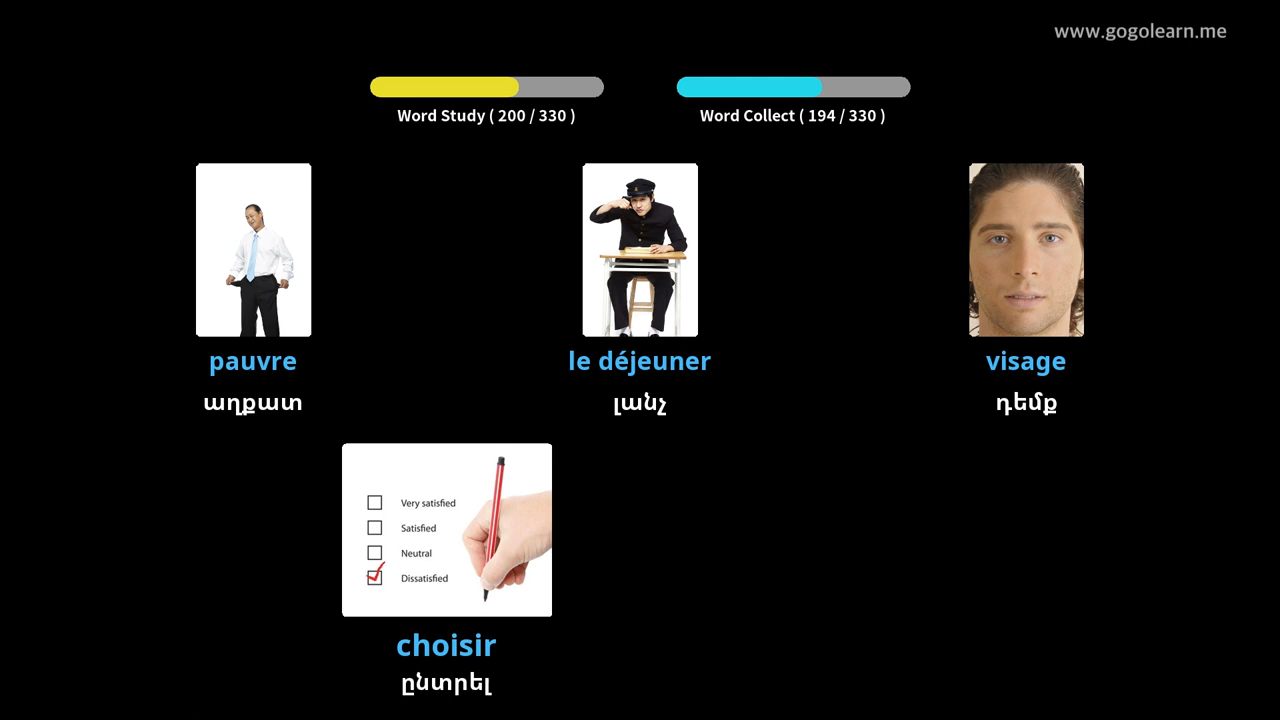 www.gogolearn.me
Word Study ( 200 / 330 )
Word Collect ( 194 / 330 )
pauvre
աղքատ
le déjeuner
լանչ
visage
դեմք
Very satisfied
Satisfied
Neutral
Dissatisfied
choisir
ընտրել